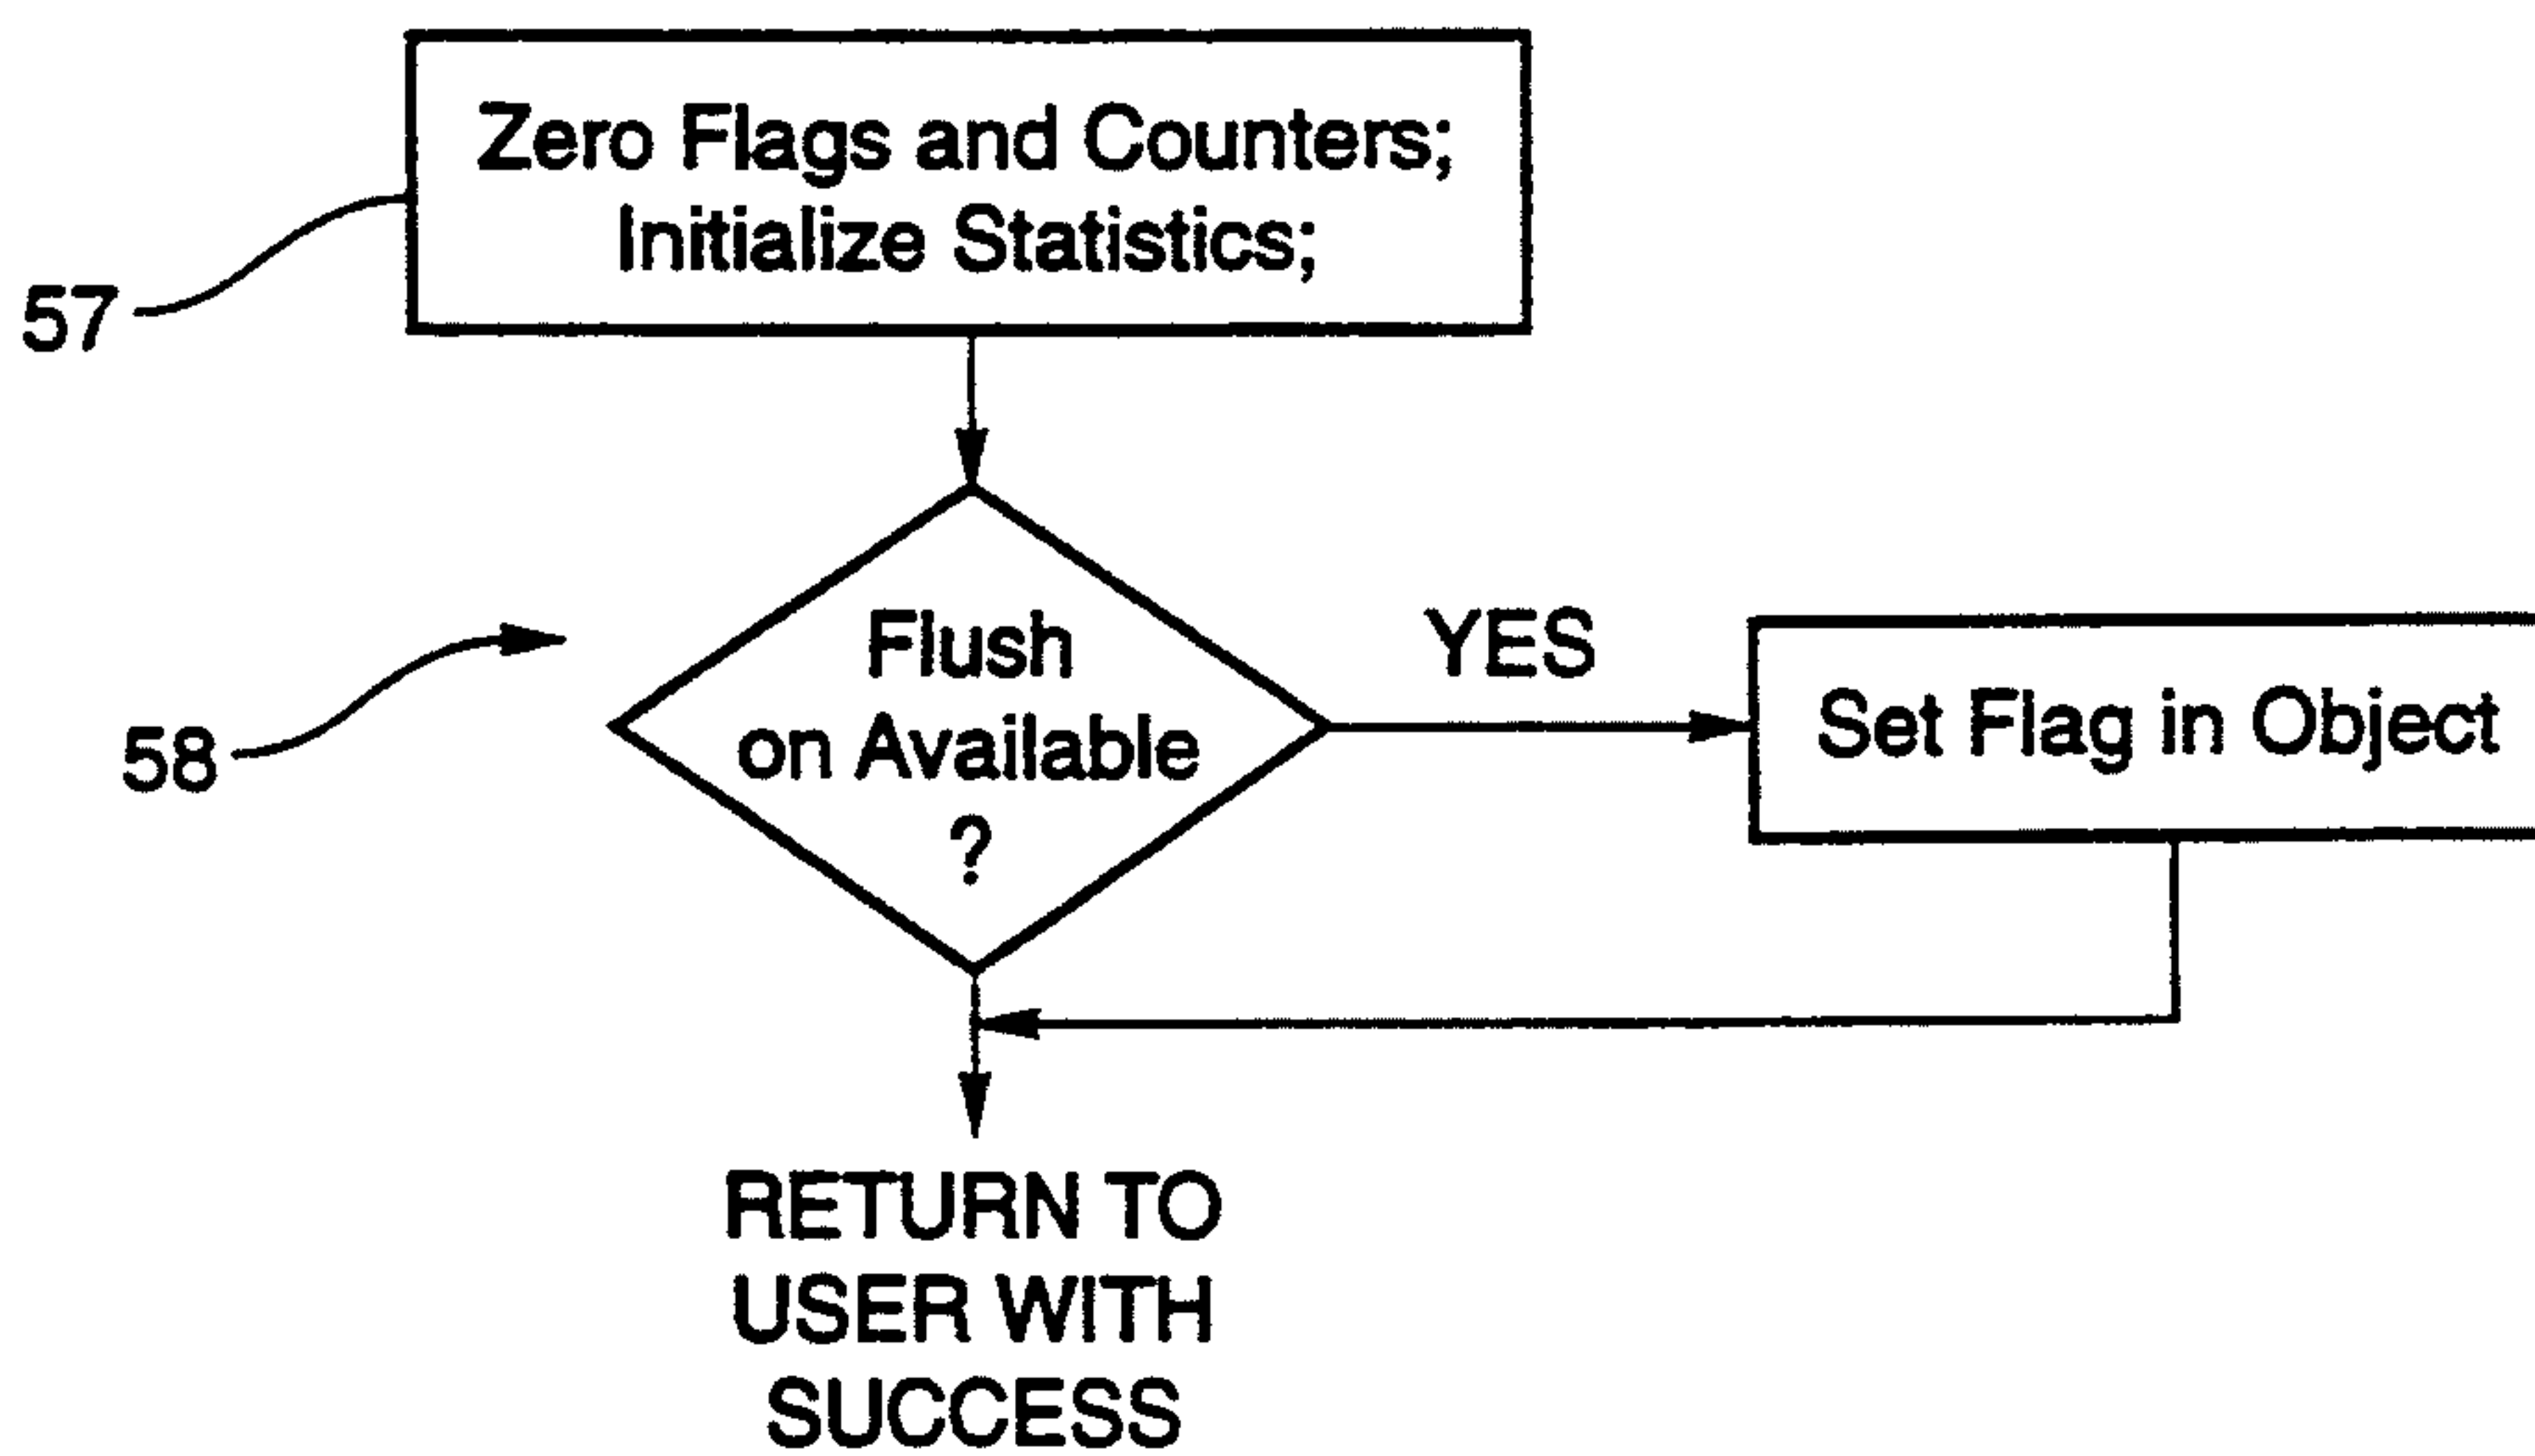 Zero Flags and Counters;
Initialize Statistics;
57
Flush
on Available
?
YES
Set Flag in Object
58
RETURN TO
USER WITH
SUCCESS